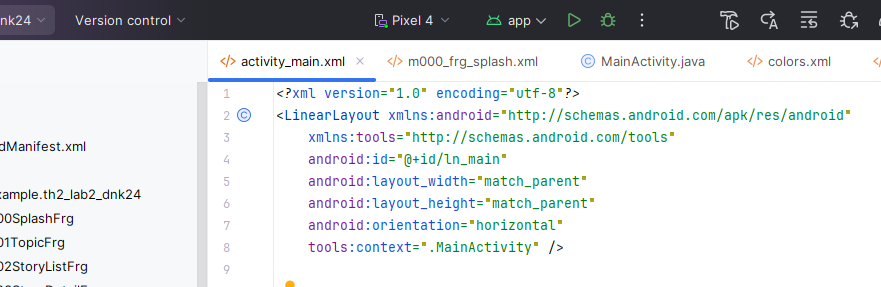 nk24 Version control Pixel 4 app
activity_main.xml m000_frg_splash.xml MainActivity.java colors.xml
1 <?xml version="1.0" encoding="utf-8"?>
2 <LinearLayout xmlns:android="http://schemas.android.com/apk/res/android"
3 xmlns:tools="http://schemas.android.com/tools"
4 android:id="@+id/ln_main"
5 android:layout_width="match_parent"
6 android:layout_height="match_parent"
7 android:orientation="horizontal"
8 tools:context=".MainActivity" />
9
dManifest.xml
xample.th2_lab2_dnk24
00SplashFrg
01TopicFrg
02StoryListFrg